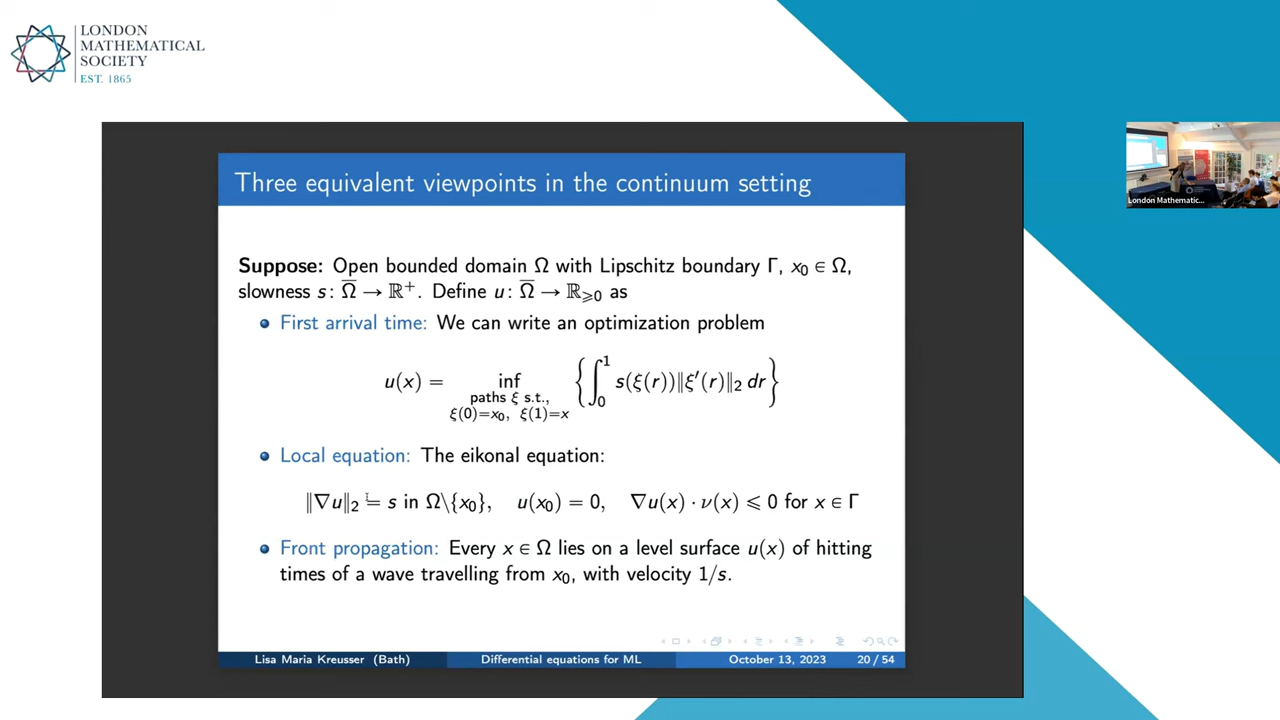 LONDON
MATHEMATICAL
SOCIETY
EST. 1865
London Mathematic...
Three equivalent viewpoints in the continuum setting
Suppose: Open bounded domain Ω with Lipschitz boundary Γ, x₀ ∈ Ω,
slowness s: Ω̅ → ℝ⁺. Define u: Ω̅ → ℝ⩾₀ as
First arrival time: We can write an optimization problem
u(x) = inf {∫₀¹ s(ξ(r))‖ξ′(r)‖₂ dr}
paths ξ s.t.,
ξ(0)=x₀, ξ(1)=x
Local equation: The eikonal equation:
‖∇u‖₂ = s in Ω\{x₀}, u(x₀) = 0, ∇u(x) · ν(x) ⩽ 0 for x ∈ Γ
Front propagation: Every x ∈ Ω lies on a level surface u(x) of hitting
times of a wave travelling from x₀, with velocity 1/s.
Lisa Maria Kreusser (Bath) Differential equations for ML October 13, 2023 20 / 54